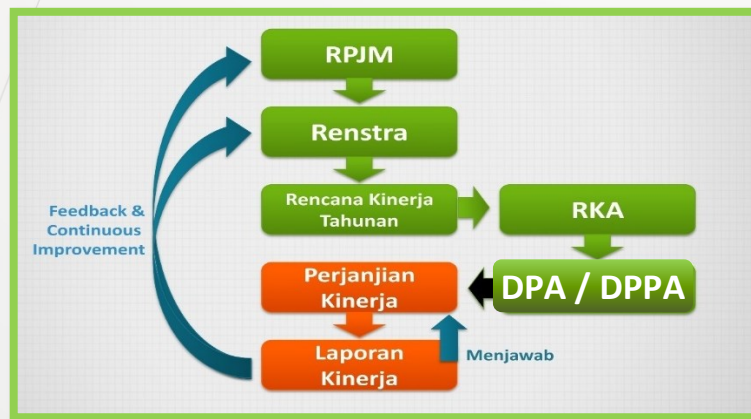 RPJM
Renstra
Rencana Kinerja
Tahunan
RKA
Feedback &
Continuous
Improvement
Perjanjian
Kinerja
DPA / DPPA
Laporan
Kinerja
Menjawab